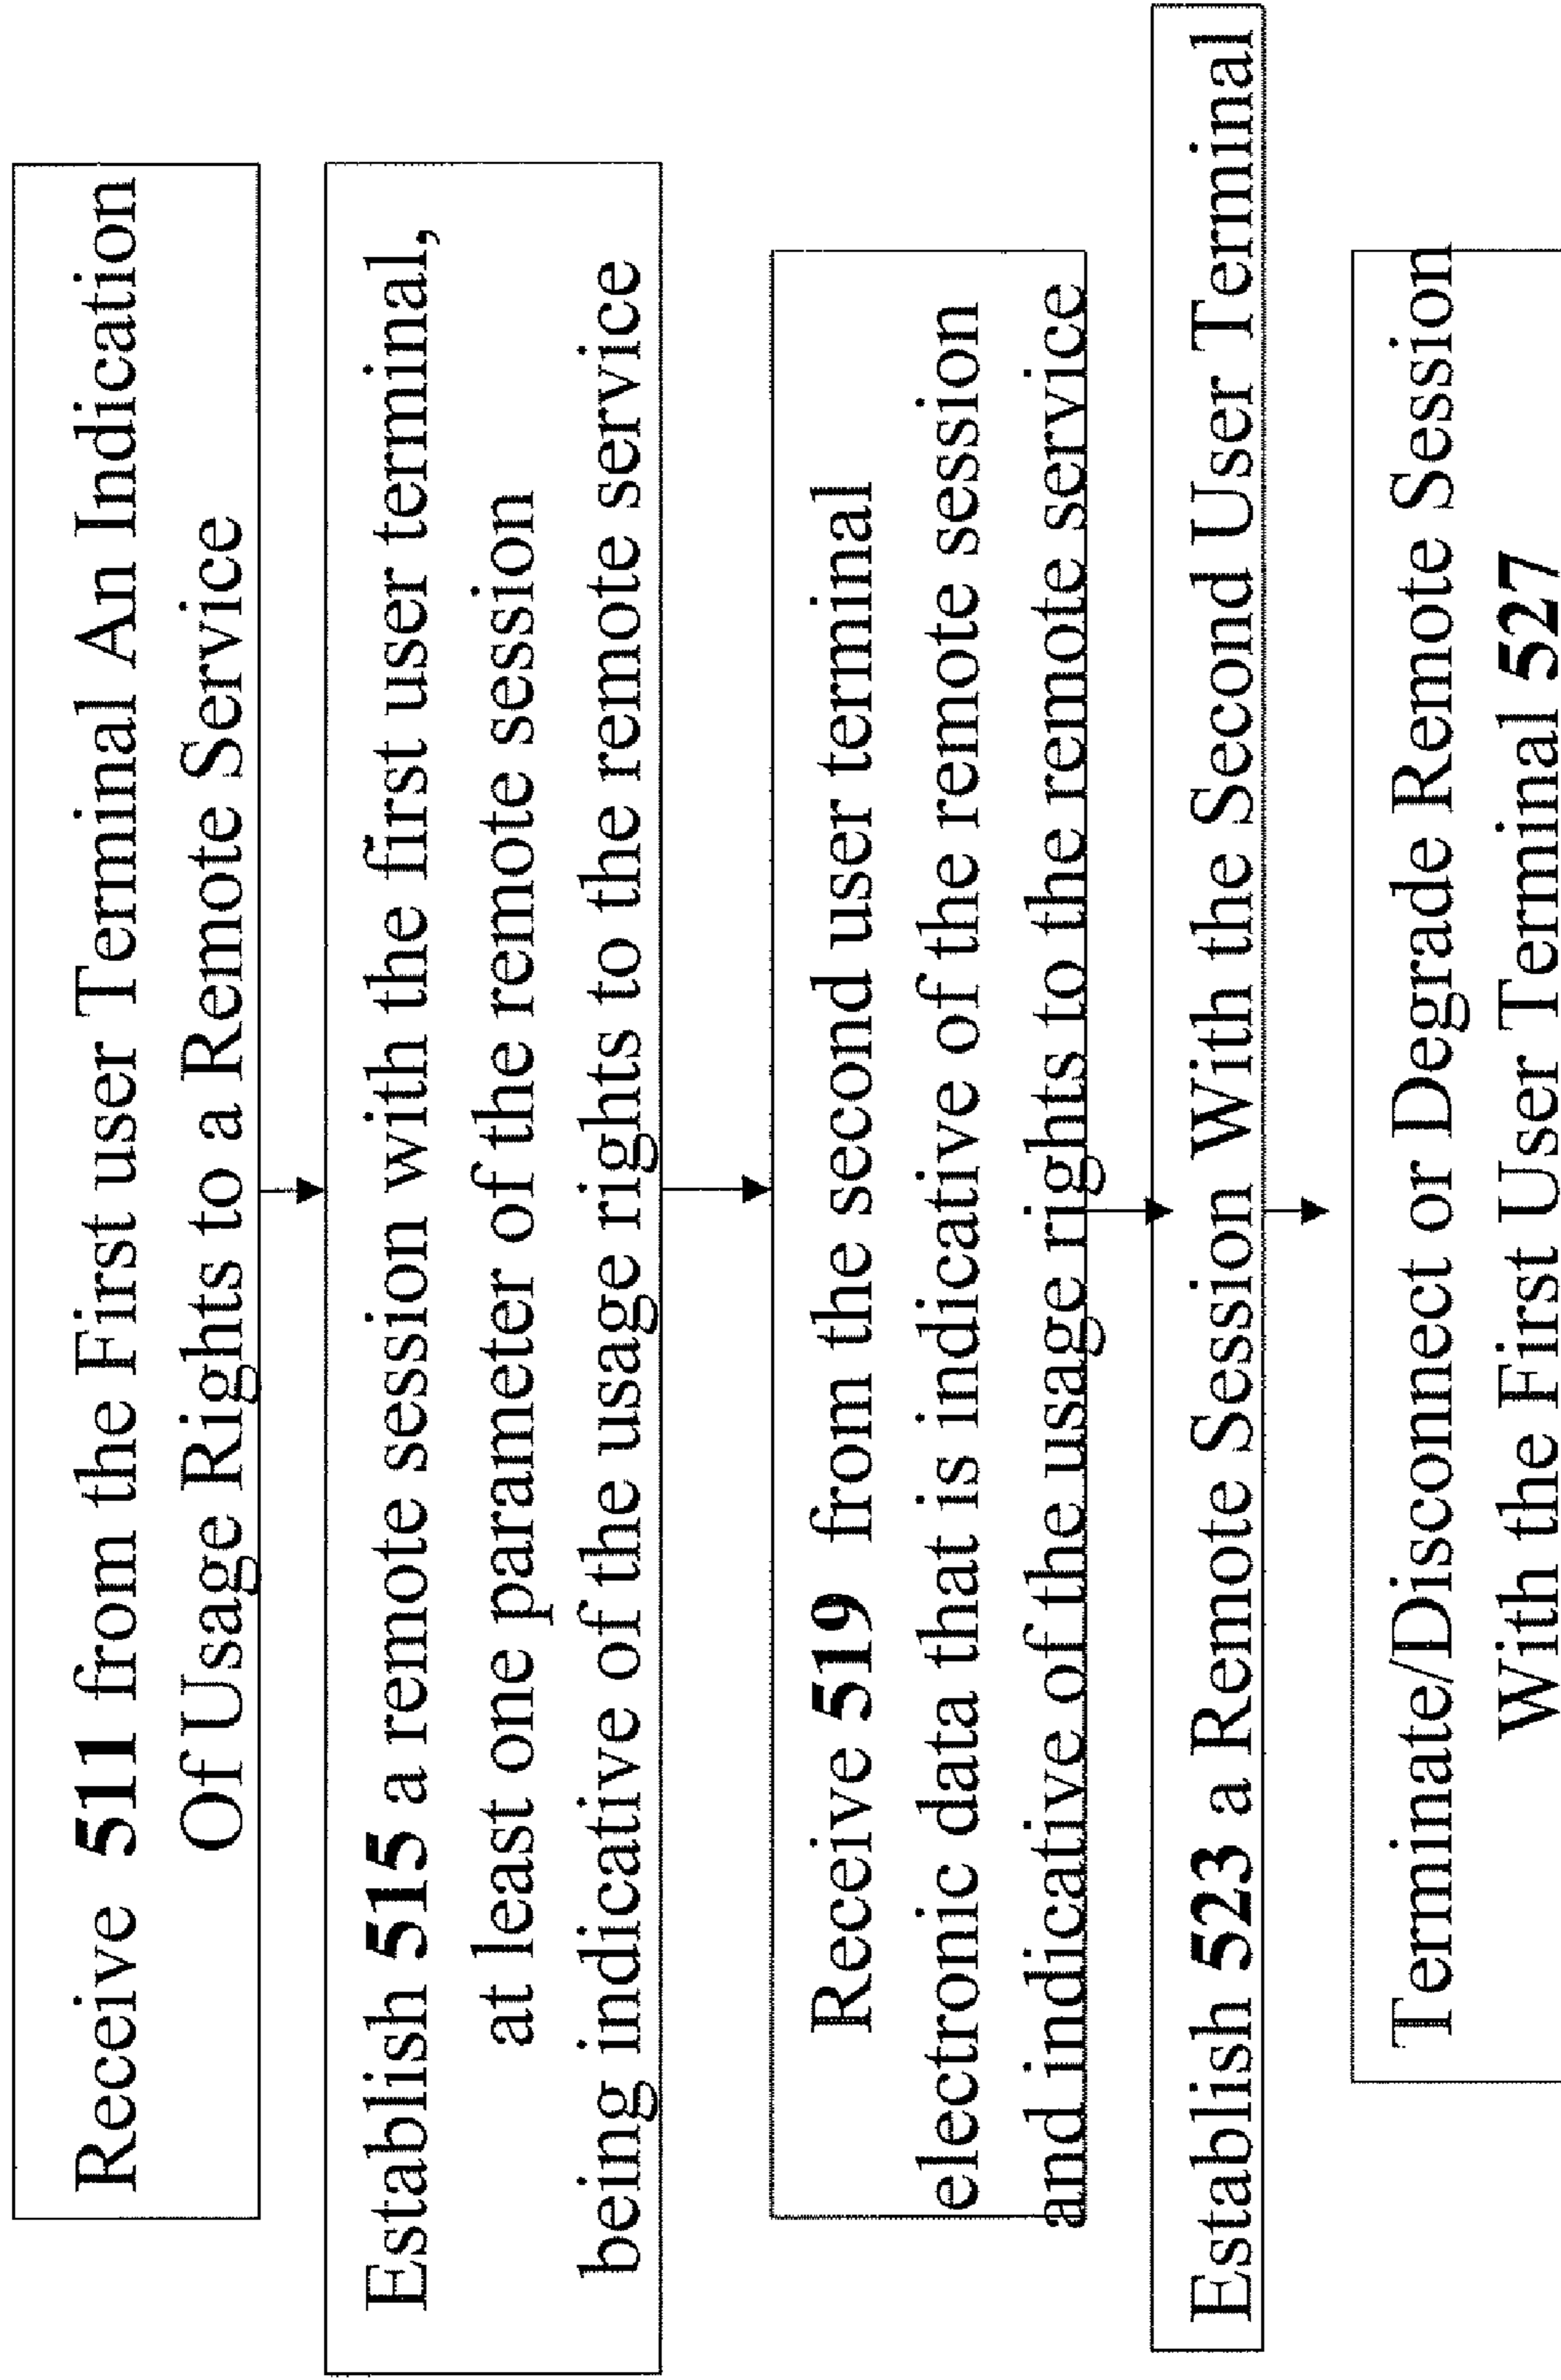 Receive 511 from the First user Terminal An Indication
Of Usage Rights to a Remote Service
Establish 515 a remote session with the first user terminal,
at least one parameter of the remote session
being indicative of the usage rights to the remote service
Receive 519 from the second user terminal
electronic data that is indicative of the remote session
and indicative of the usage rights to the remote service
Establish 523 a Remote Session With the Second User Terminal
Terminate/Disconnect or Degrade Remote Session
With the First User Terminal 527